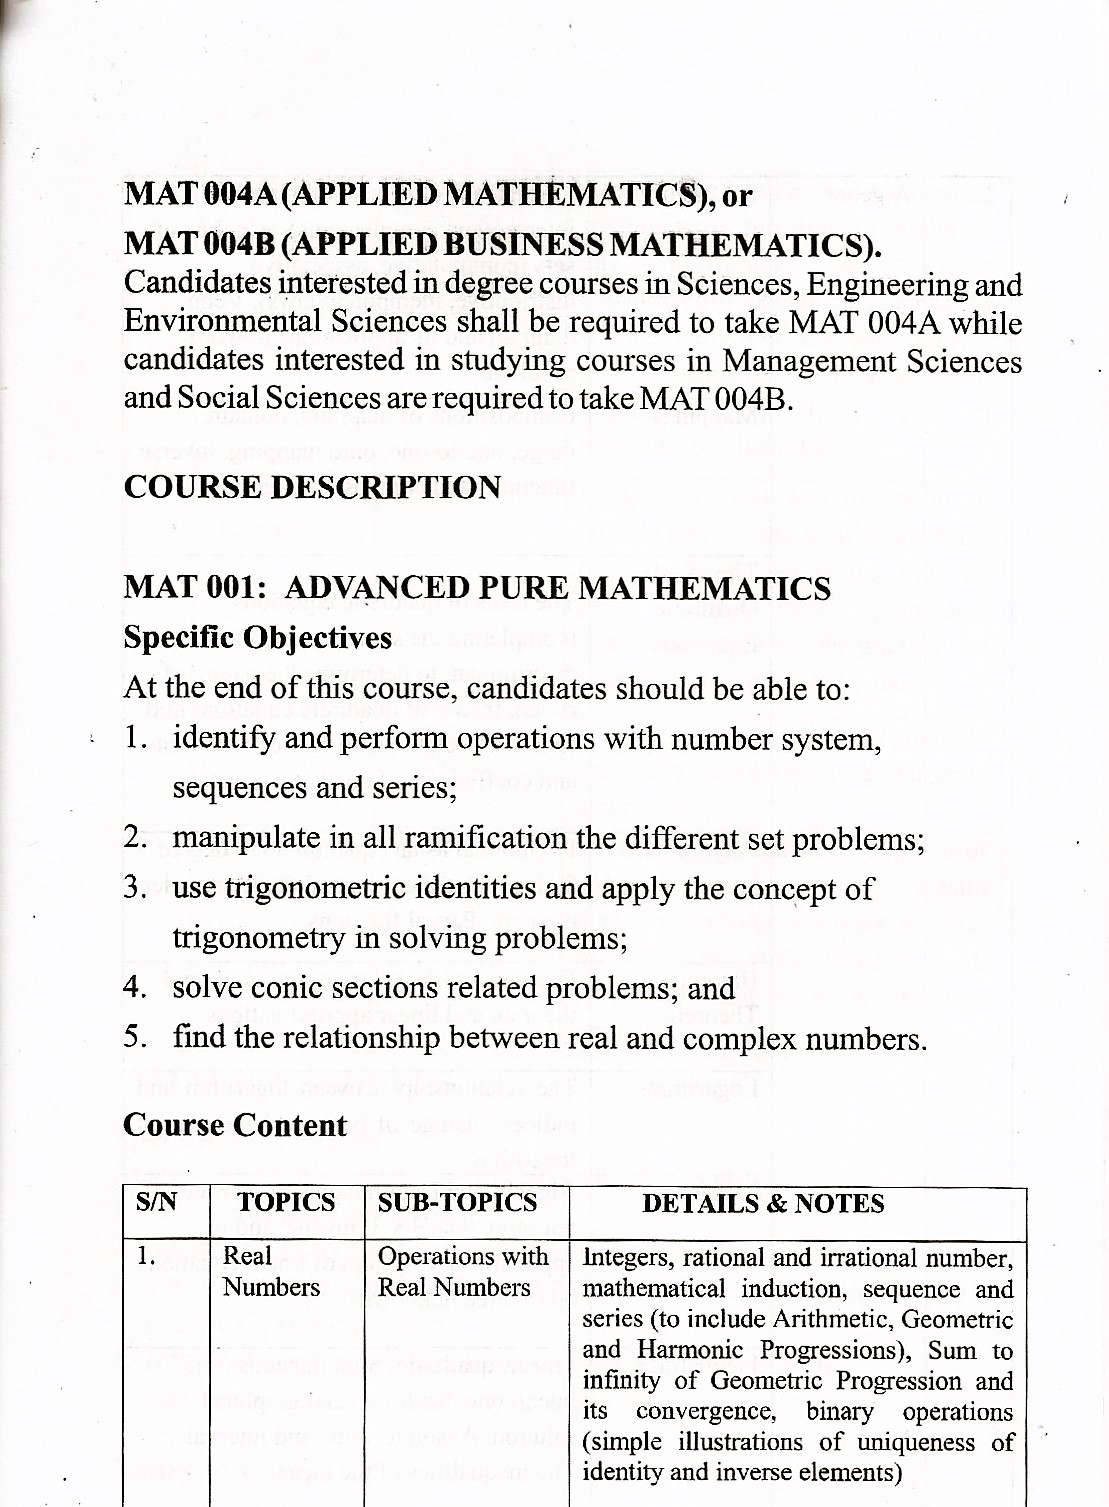 MAT 004A (APPLIED MATHEMATICS), or
MAT 004B (APPLIED BUSINESS MATHEMATICS).
Candidates interested in degree courses in Sciences, Engineering and
Environmental Sciences shall be required to take MAT 004A while
candidates interested in studying courses in Management Sciences
and Social Sciences are required to take MAT 004B.
COURSE DESCRIPTION
MAT 001: ADVANCED PURE MATHEMATICS
Specific Objectives
At the end of this course, candidates should be able to:
1. identify and perform operations with number system,
sequences and series;
2. manipulate in all ramification the different set problems;
3. use trigonometric identities and apply the concept of
trigonometry in solving problems;
4. solve conic sections related problems; and
5. find the relationship between real and complex numbers.
Course Content
S/N TOPICS SUB-TOPICS DETAILS & NOTES
1. Real Operations with Integers, rational and irrational number,
Numbers Real Numbers mathematical induction, sequence and
series (to include Arithmetic, Geometric
and Harmonic Progressions), Sum to
infinity of Geometric Progression and
its convergence, binary operations
(simple illustrations of uniqueness of
identity and inverse elements)